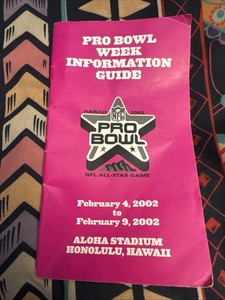 PRO BOWL
WEEK
INFORMATION
GUIDE
HAWAII 2002
NFL
PRO
BOWL
NFL ALL-STAR GAME
February 4, 2002
to
February 9, 2002
ALOHA STADIUM
HONOLULU, HAWAII